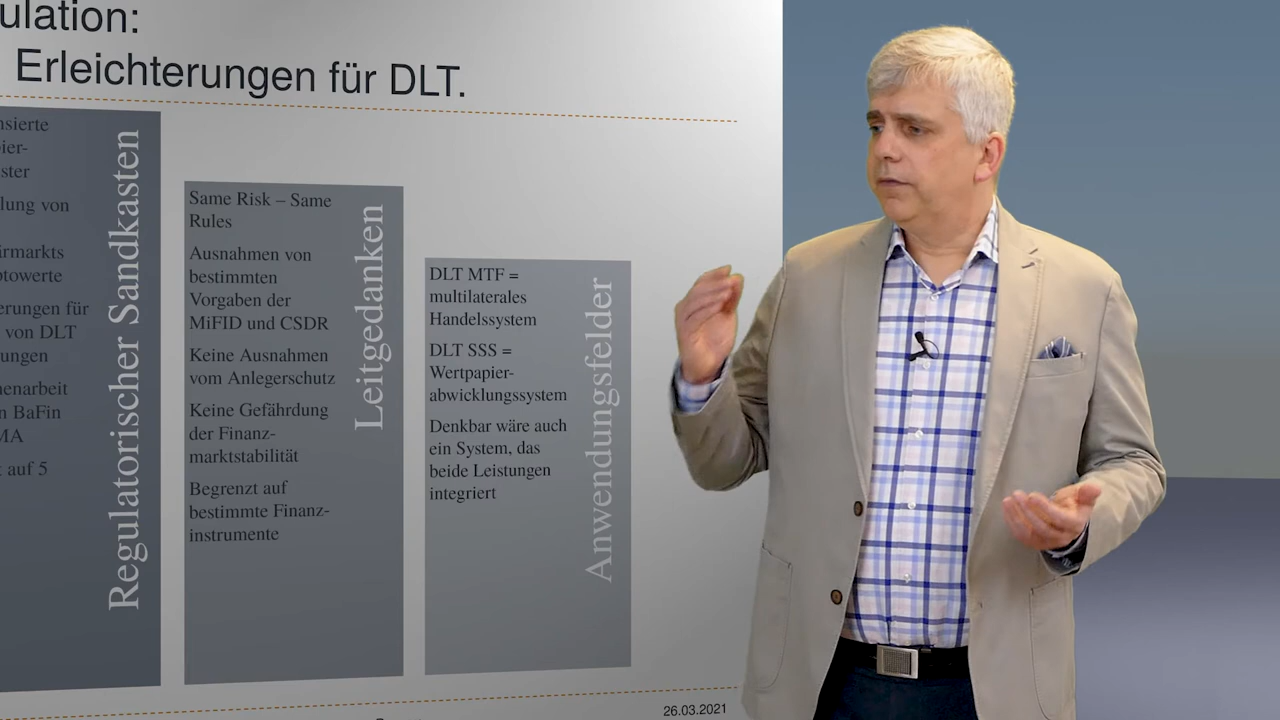 ulation:
Erleichterungen für DLT.
nsierte
ier-
ster
lung von
rmarkts
ptowerte
erungen für
von DLT
ungen
enarbeit
n BaFin
MA
t auf 5
Regulatorischer Sandkasten
Same Risk – Same
Rules
Ausnahmen von
bestimmten
Vorgaben der
MiFID und CSDR
Keine Ausnahmen
vom Anlegerschutz
Keine Gefährdung
der Finanz-
marktstabilität
Begrenzt auf
bestimmte Finanz-
instrumente
Leitgedanken
DLT MTF =
multilaterales
Handelssystem
DLT SSS =
Wertpapier-
abwicklungssystem
Denkbar wäre auch
ein System, das
beide Leistungen
integriert
Anwendungsfelder
26.03.2021